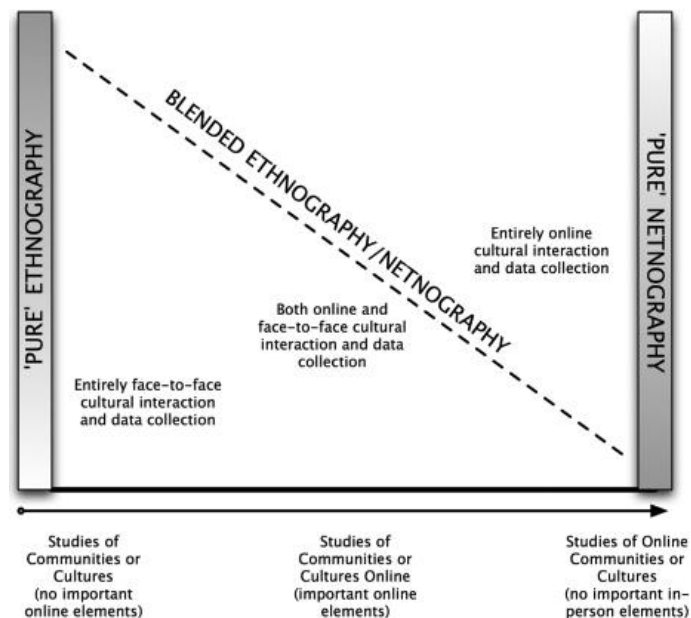 'PURE' ETHNOGRAPHY
BLENDED ETHNOGRAPHY/NETNOGRAPHY
'PURE' NETNOGRAPHY
Entirely online
cultural interaction
and data collection
Both online and
face-to-face cultural
interaction and data
collection
Entirely face-to-face
cultural interaction
and data collection
Studies of
Communities or
Cultures
(no important
online elements)
Studies of
Communities or
Cultures Online
(important online
elements)
Studies of Online
Communities or
Cultures
(no important in-
person elements)